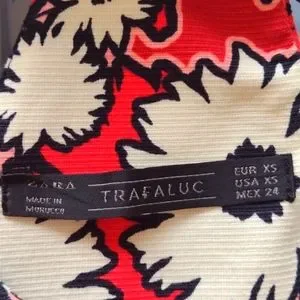 ZARA
MADE IN
MOROCCO
TRAFALUC
EUR XS
USA XS
MEX 24